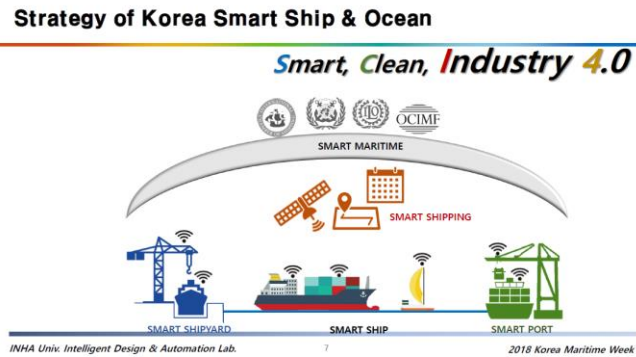 Strategy of Korea Smart Ship & Ocean
Smart, Clean, Industry 4.0
OCIMF
SMART MARITIME
SMART SHIPPING
SMART SHIPYARD
SMART SHIP
SMART PORT
INHA Univ. Intelligent Design & Automation Lab.
7
2018 Korea Maritime Week